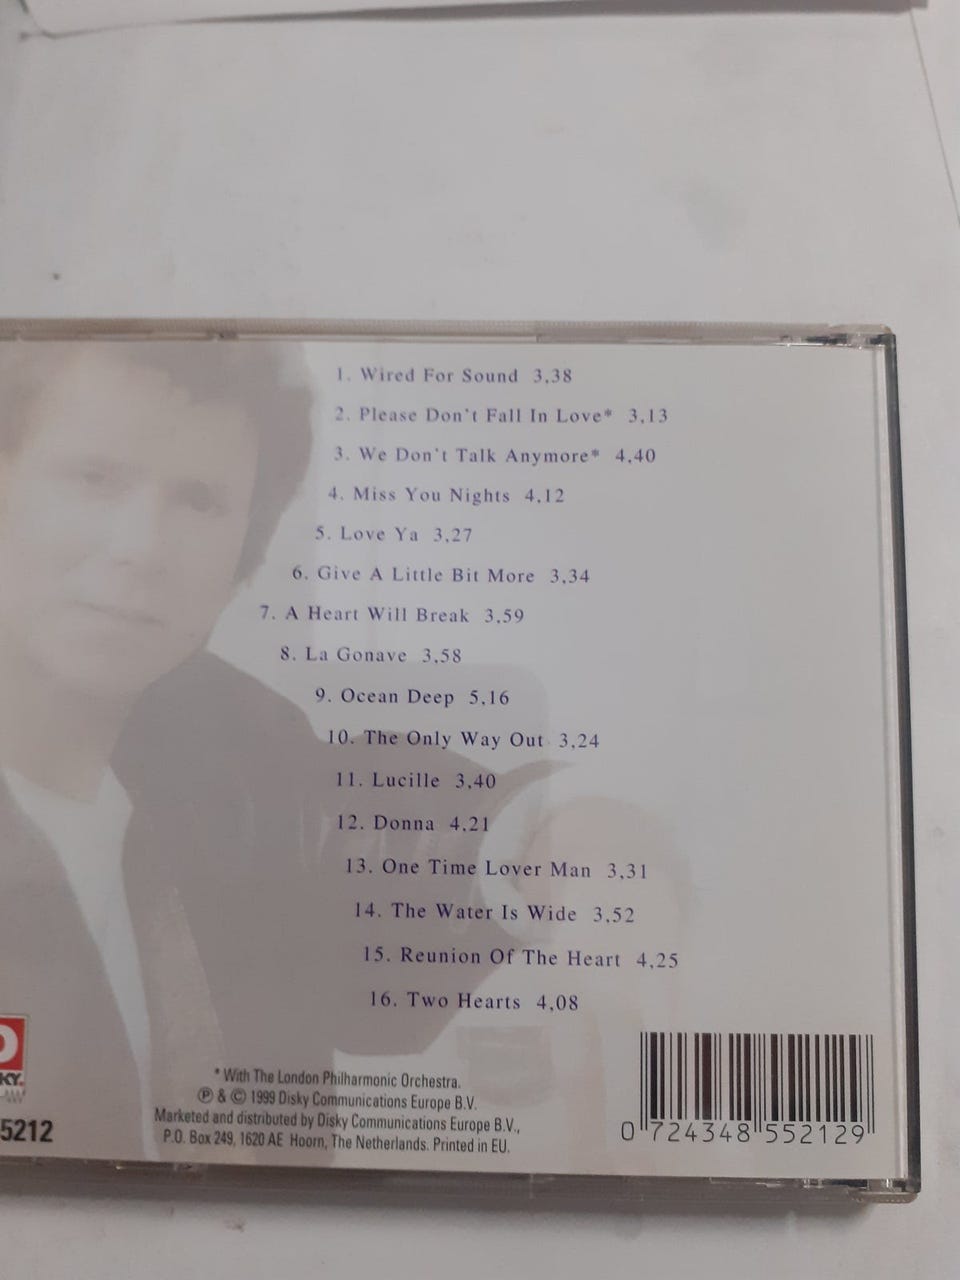 1. Wired For Sound 3,38
2. Please Don't Fall In Love* 3,13
3. We Don't Talk Anymore* 4,40
4. Miss You Nights 4,12
5. Love Ya 3,27
6. Give A Little Bit More 3,34
7. A Heart Will Break 3,59
8. La Gonave 3,58
9. Ocean Deep 5,16
10. The Only Way Out 3,24
11. Lucille 3,40
12. Donna 4,21
13. One Time Lover Man 3,31
14. The Water Is Wide 3,52
15. Reunion Of The Heart 4,25
16. Two Hearts 4,08
* With The London Philharmonic Orchestra.
℗ & © 1999 Disky Communications Europe B.V.
Marketed and distributed by Disky Communications Europe B.V.,
P.O. Box 249, 1620 AE Hoorn, The Netherlands. Printed in EU.
KY.
5212
0 724348 552129